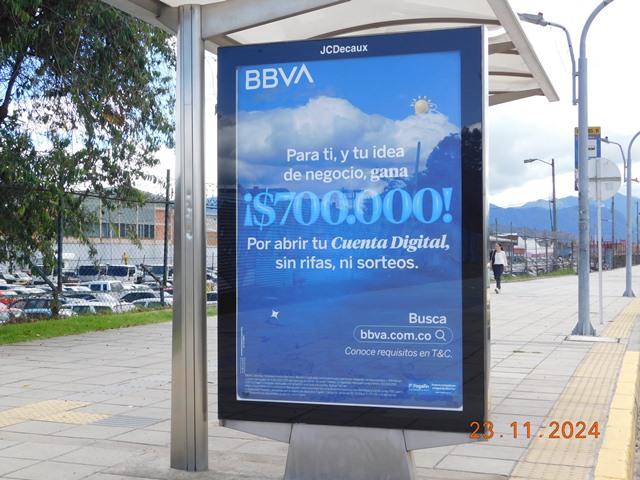 JCDecaux
BBVA
Para ti, y tu idea
de negocio, gana
¡$700.000!
Por abrir tu Cuenta Digital,
sin rifas, ni sorteos.
Busca
bbva.com.co
Conoce requisitos en T&C.
Fogafín
23.11.2024